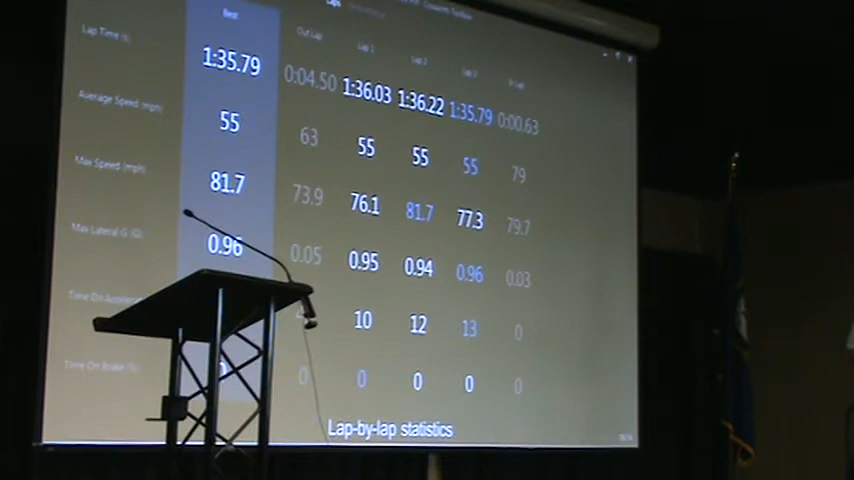 Laps
Cosworth Toolbox
Best Out Lap Lap 1 Lap 2 Lap 3 In Lap
Lap Time (s) 1:35.79 0:04.50 1:36.03 1:36.22 1:35.79 0:00.63
Average Speed (mph) 55 63 55 55 55 79
Max Speed (mph) 81.7 73.9 76.1 81.7 77.3 79.7
Max Lateral G (G) 0.96 0.05 0.95 0.94 0.96 0.03
Time On 10 12 13 0
Time On Brake (%) 0 0 0 0 0
Lap-by-lap statistics